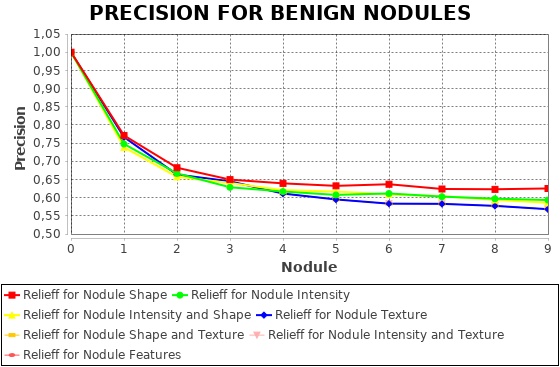 PRECISION FOR BENIGN NODULES
1,05
1,00
0,95
0,90
0,85
0,80
0,75
0,70
0,65
0,60
0,55
0,50
Precision
0 1 2 3 4 5 6 7 8 9
Nodule
Relieff for Nodule Shape Relieff for Nodule Intensity
Relieff for Nodule Intensity and Shape Relieff for Nodule Texture
Relieff for Nodule Shape and Texture Relieff for Nodule Intensity and Texture
Relieff for Nodule Features